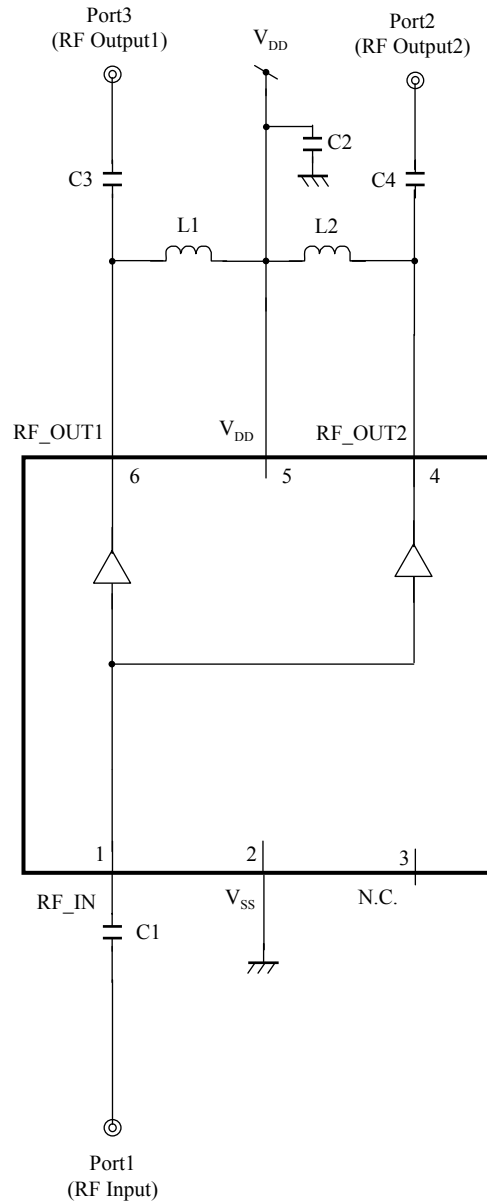 Port3
(RF Output1)
V_DD
Port2
(RF Output2)
C2
C3
C4
L1
L2
RF_OUT1
V_DD
RF_OUT2
6
5
4
1
2
3
RF_IN
V_SS
N.C.
C1
Port1
(RF Input)